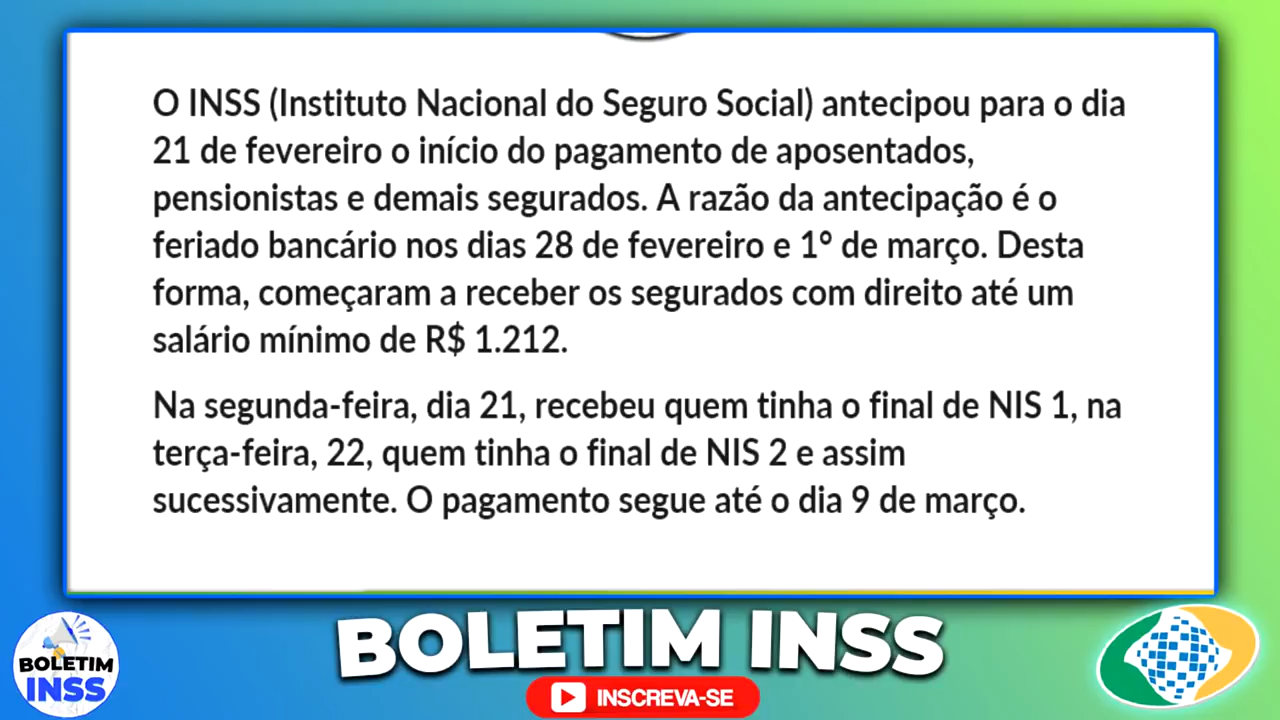 O INSS (Instituto Nacional do Seguro Social) antecipou para o dia
21 de fevereiro o início do pagamento de aposentados,
pensionistas e demais segurados. A razão da antecipação é o
feriado bancário nos dias 28 de fevereiro e 1º de março. Desta
forma, começaram a receber os segurados com direito até um
salário mínimo de R$ 1.212.
Na segunda-feira, dia 21, recebeu quem tinha o final de NIS 1, na
terça-feira, 22, quem tinha o final de NIS 2 e assim
sucessivamente. O pagamento segue até o dia 9 de março.
BOLETIM INSS
INSCREVA-SE
BOLETIM
INSS